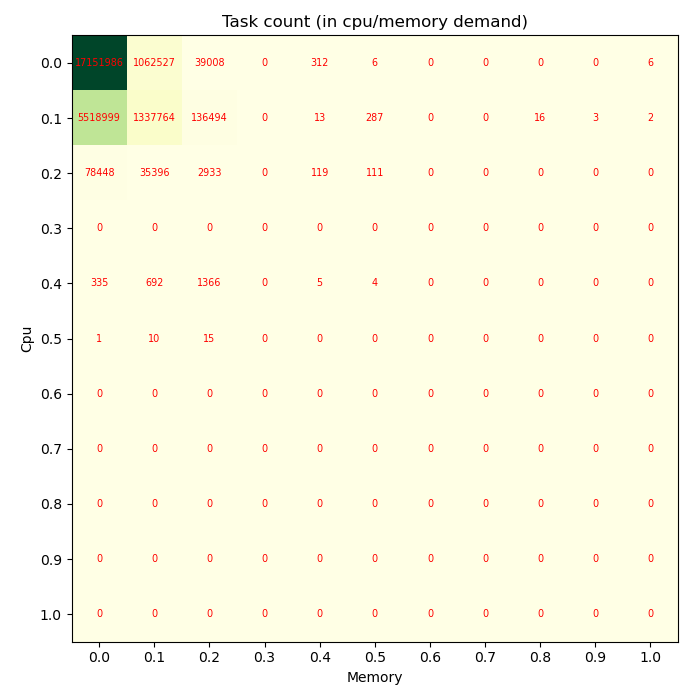 Task count (in cpu/memory demand)
0.0 17151986 1062527 39008 0 312 6 0 0 0 0 6
0.1 5518999 1337764 136494 0 13 287 0 0 16 3 2
0.2 78448 35396 2933 0 119 111 0 0 0 0 0
0.3 0 0 0 0 0 0 0 0 0 0 0
0.4 335 692 1366 0 5 4 0 0 0 0 0
Cpu
0.5 1 10 15 0 0 0 0 0 0 0 0
0.6 0 0 0 0 0 0 0 0 0 0 0
0.7 0 0 0 0 0 0 0 0 0 0 0
0.8 0 0 0 0 0 0 0 0 0 0 0
0.9 0 0 0 0 0 0 0 0 0 0 0
1.0 0 0 0 0 0 0 0 0 0 0 0
0.0 0.1 0.2 0.3 0.4 0.5 0.6 0.7 0.8 0.9 1.0
Memory